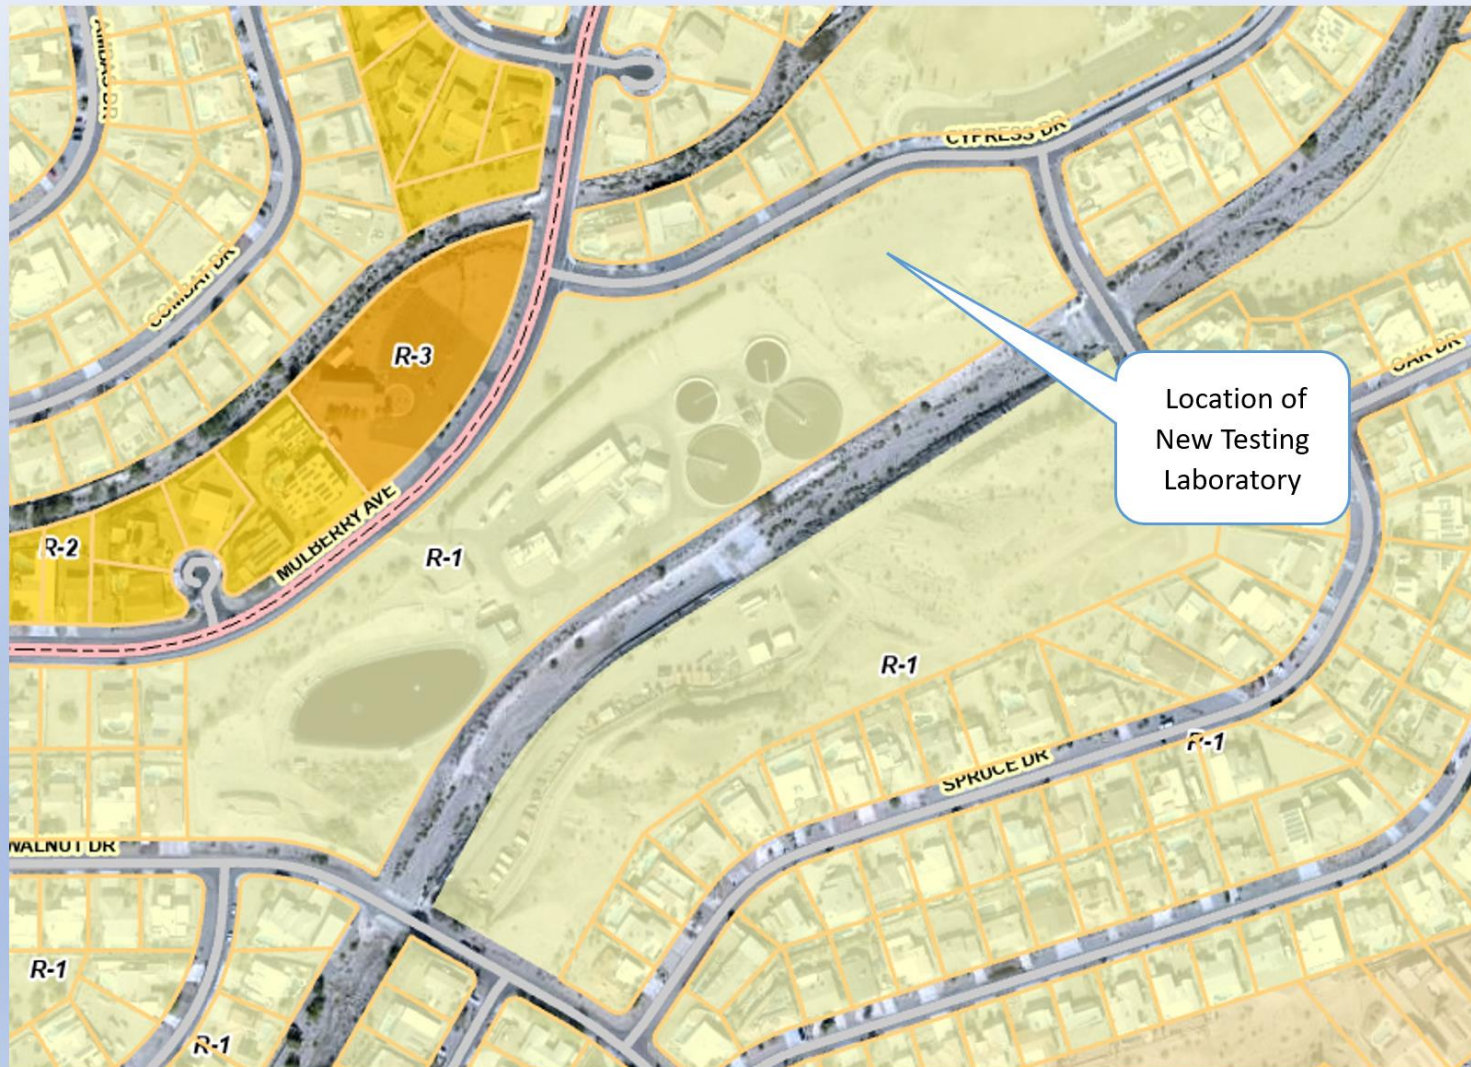 CYPRESS DR
COMBAT DR
R-3
OAK DR
Location of
New Testing
Laboratory
MULBERRY AVE
R-2
R-1
R-1
R-1
SPRUCE DR
WALNUT DR
R-1
R-1